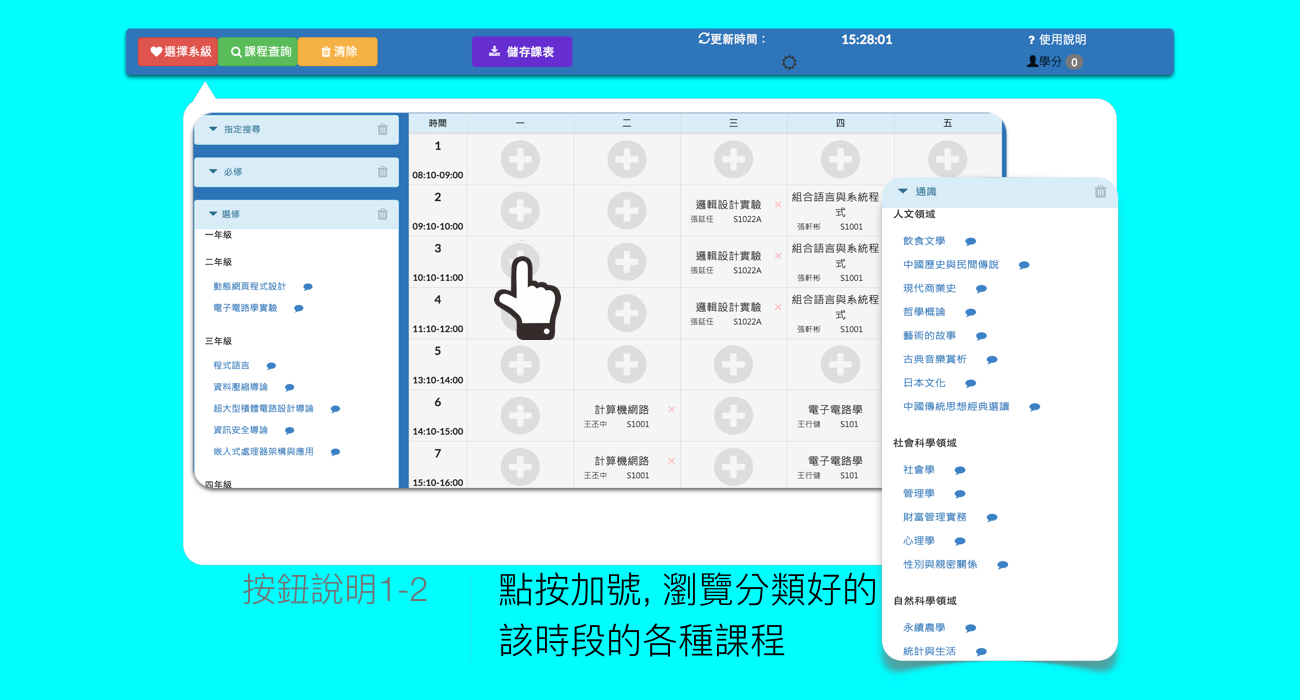 選擇系級
課程查詢
清除
儲存課表
更新時間：
15:28:01
? 使用說明
學分 0
指定搜尋
必修
選修
一年級
二年級
動態網頁程式設計
電子電路學實驗
三年級
程式語言
資料壓縮導論
超大型積體電路設計導論
資訊安全導論
嵌入式處理器架構與應用
四年級
時間 一 二 三 四 五
1
08:10-09:00
2
09:10-10:00
邏輯設計實驗 ×
張延任 S1022A
組合語言與系統程
式
張軒彬 S1001
3
10:10-11:00
邏輯設計實驗 ×
張延任 S1022A
組合語言與系統程
式
張軒彬 S1001
4
11:10-12:00
邏輯設計實驗 ×
張延任 S1022A
組合語言與系統程
式
張軒彬 S1001
5
13:10-14:00
6
14:10-15:00
計算機網路 ×
王丕中 S1001
電子電路學
王行健 S101
7
15:10-16:00
計算機網路 ×
王丕中 S1001
電子電路學
王行健 S101
通識
人文領域
飲食文學
中國歷史與民間傳說
現代商業史
哲學概論
藝術的故事
古典音樂賞析
日本文化
中國傳統思想經典選讀
社會科學領域
社會學
管理學
財富管理實務
心理學
性別與親密關係
自然科學領域
永續農學
統計與生活
按鈕說明1-2
點按加號, 瀏覽分類好的
該時段的各種課程